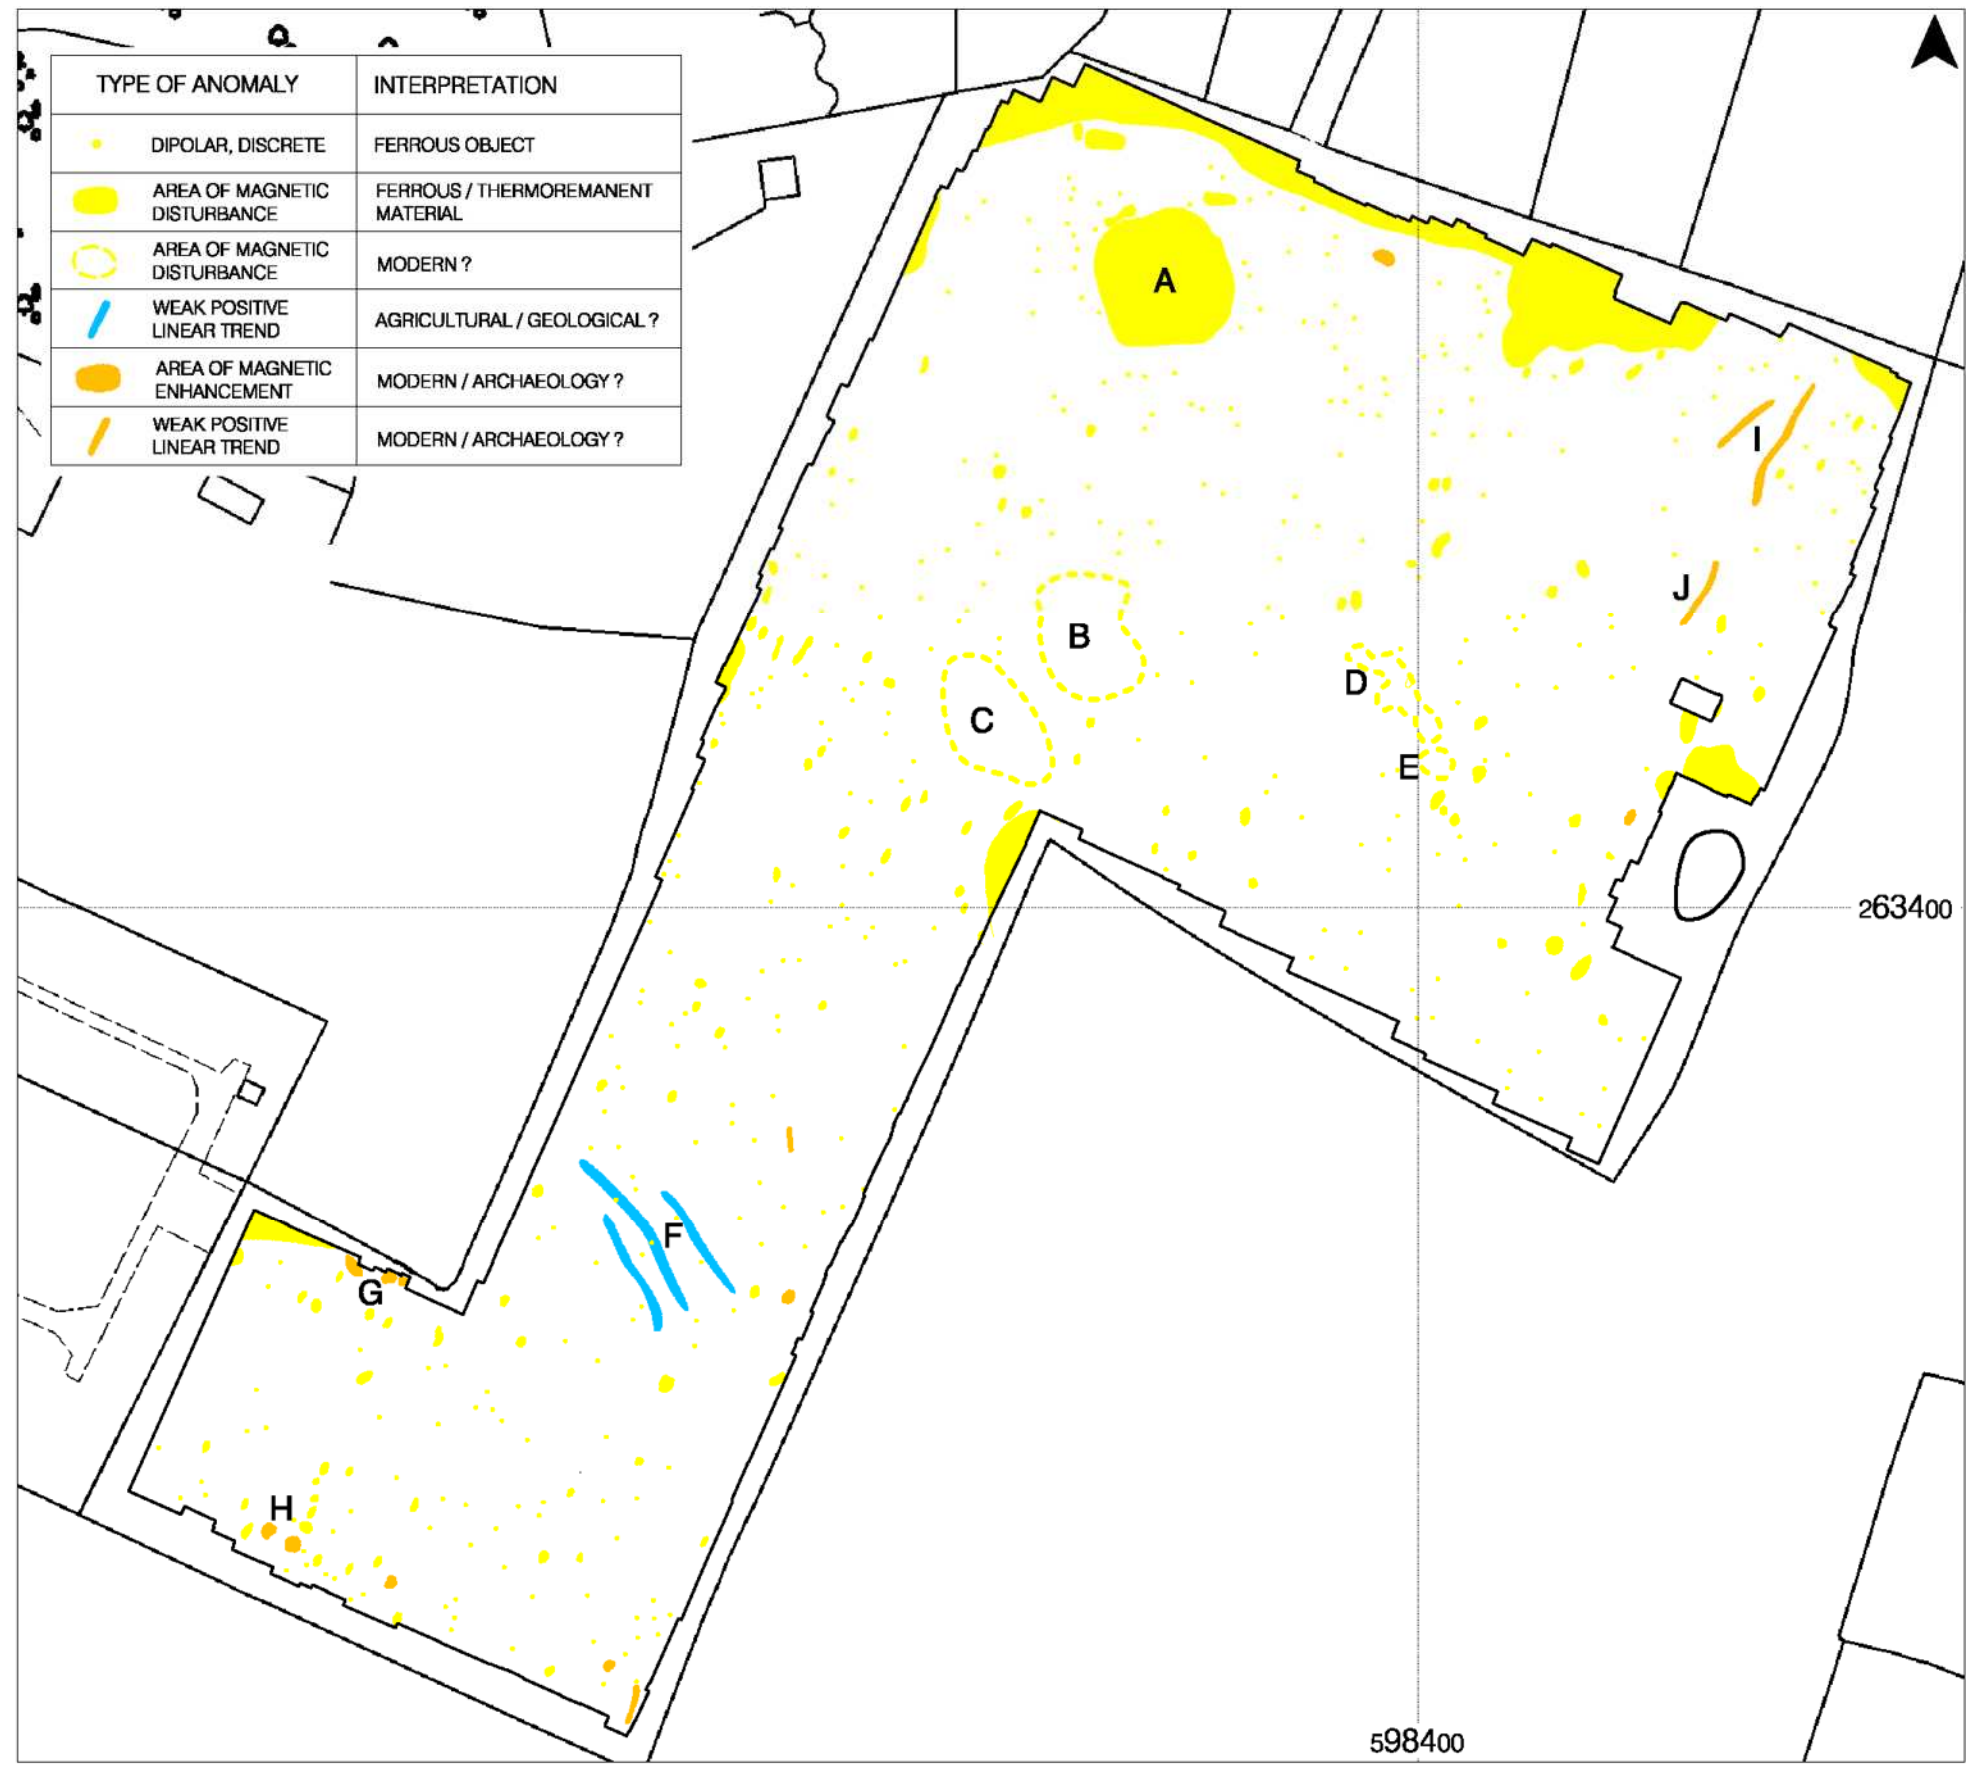 TYPE OF ANOMALY
INTERPRETATION
DIPOLAR, DISCRETE
FERROUS OBJECT
AREA OF MAGNETIC
DISTURBANCE
FERROUS / THERMOREMANENT
MATERIAL
AREA OF MAGNETIC
DISTURBANCE
MODERN ?
WEAK POSITIVE
LINEAR TREND
AGRICULTURAL / GEOLOGICAL ?
AREA OF MAGNETIC
ENHANCEMENT
MODERN / ARCHAEOLOGY ?
WEAK POSITIVE
LINEAR TREND
MODERN / ARCHAEOLOGY ?
A
I
J
B
D
C
E
263400
F
G
H
598400